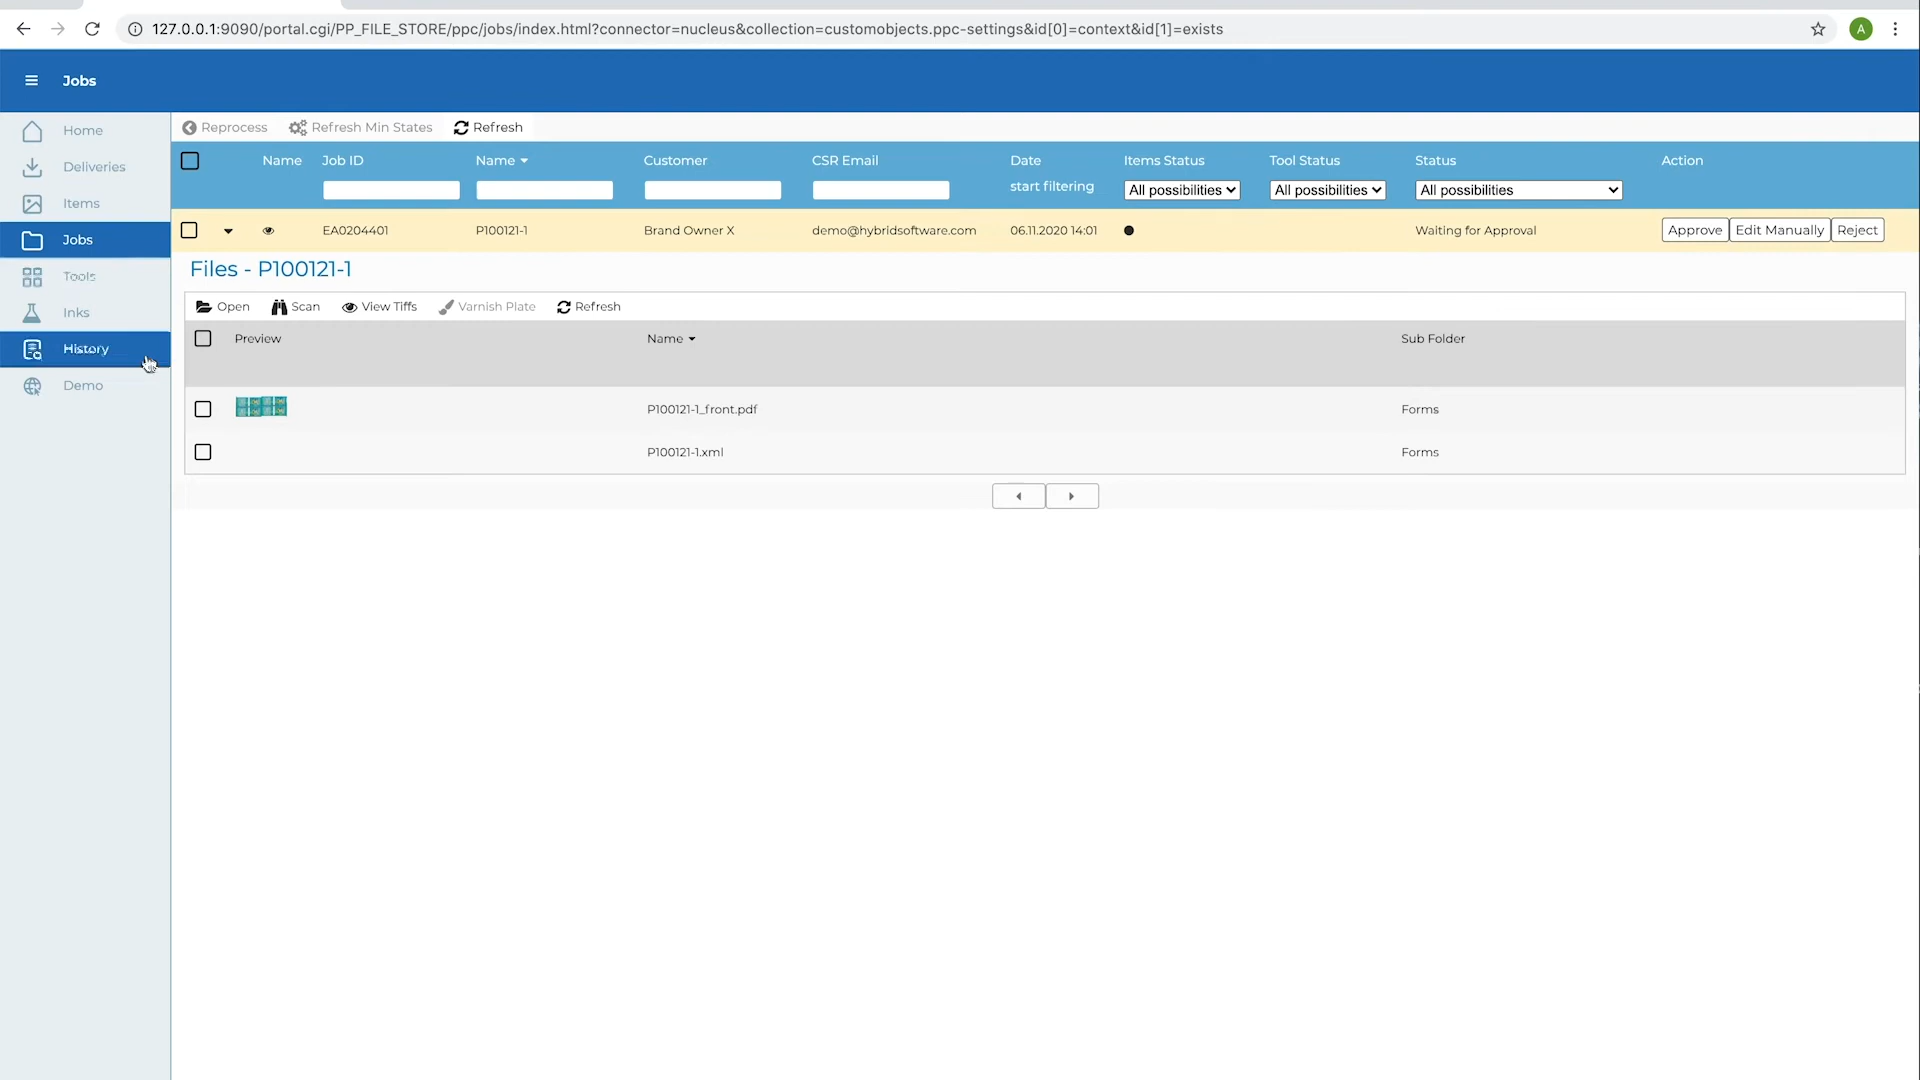 127.0.0.1:9090/portal.cgi/PP_FILE_STORE/ppc/jobs/index.html?connector=nucleus&collection=customobjects.ppc-settings&id[0]=context&id[1]=exists
A
Jobs
Home
Deliveries
Items
Jobs
Tools
Inks
History
Demo
Reprocess Refresh Min States Refresh
Name Job ID Name Customer CSR Email Date Items Status Tool Status Status Action
start filtering All possibilities All possibilities All possibilities
EA0204401 P100121-1 Brand Owner X demo@hybridsoftware.com 06.11.2020 14:01 Waiting for Approval Approve Edit Manually Reject
Files - P100121-1
Open Scan View Tiffs Varnish Plate Refresh
Preview Name Sub Folder
P100121-1_front.pdf Forms
P100121-1.xml Forms